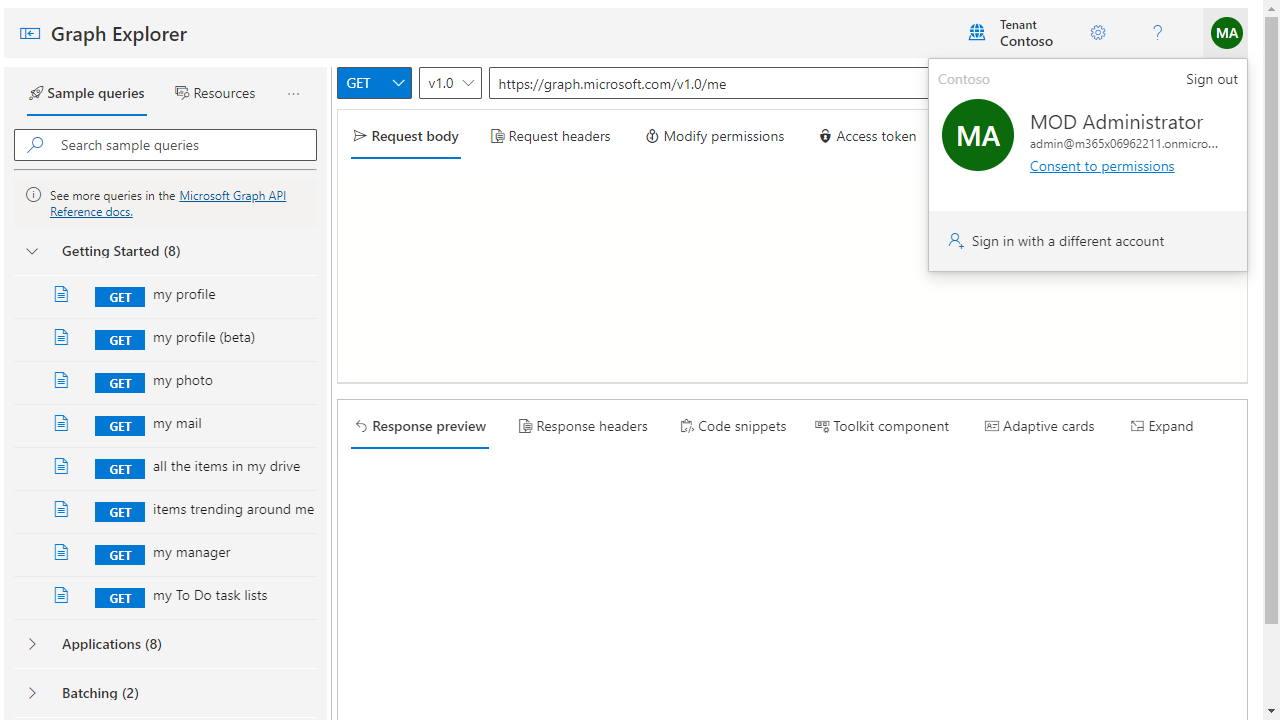 Graph Explorer
Tenant
Contoso
MA
Sample queries
Resources
...
Search sample queries
See more queries in the Microsoft Graph API
Reference docs.
Getting Started (8)
GET my profile
GET my profile (beta)
GET my photo
GET my mail
GET all the items in my drive
GET items trending around me
GET my manager
GET my To Do task lists
Applications (8)
Batching (2)
GET
v1.0
https://graph.microsoft.com/v1.0/me
Request body
Request headers
Modify permissions
Access token
Contoso
Sign out
MA
MOD Administrator
admin@m365x06962211.onmicro...
Consent to permissions
Sign in with a different account
Response preview
Response headers
Code snippets
Toolkit component
Adaptive cards
Expand